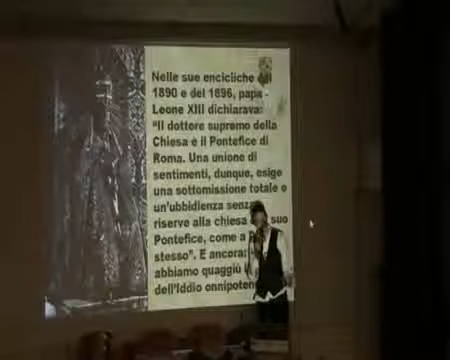 Nelle sue encicliche del
1890 e del 1896, papa
Leone XIII dichiarava:
"Il dottore supremo della
Chiesa è il Pontefice di
Roma. Una unione di
sentimenti, dunque, esige
una sottomissione totale e
un'ubbidienza senza
riserve alla chiesa suo
Pontefice, come a
stesso". E ancora:
abbiamo quaggiù
dell'Iddio